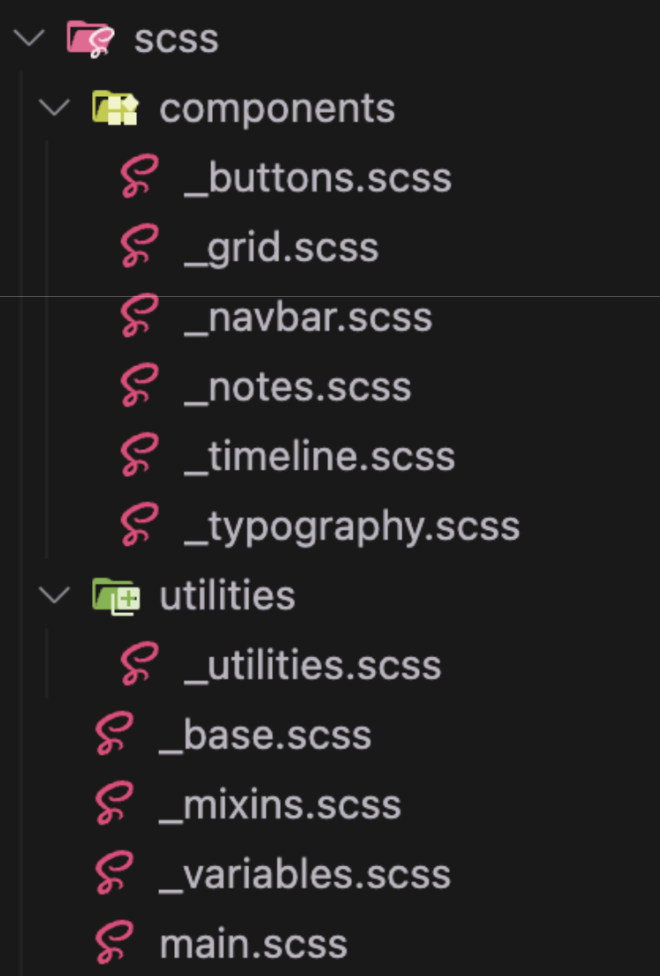 scss
components
_buttons.scss
_grid.scss
_navbar.scss
_notes.scss
_timeline.scss
_typography.scss
utilities
_utilities.scss
_base.scss
_mixins.scss
_variables.scss
main.scss